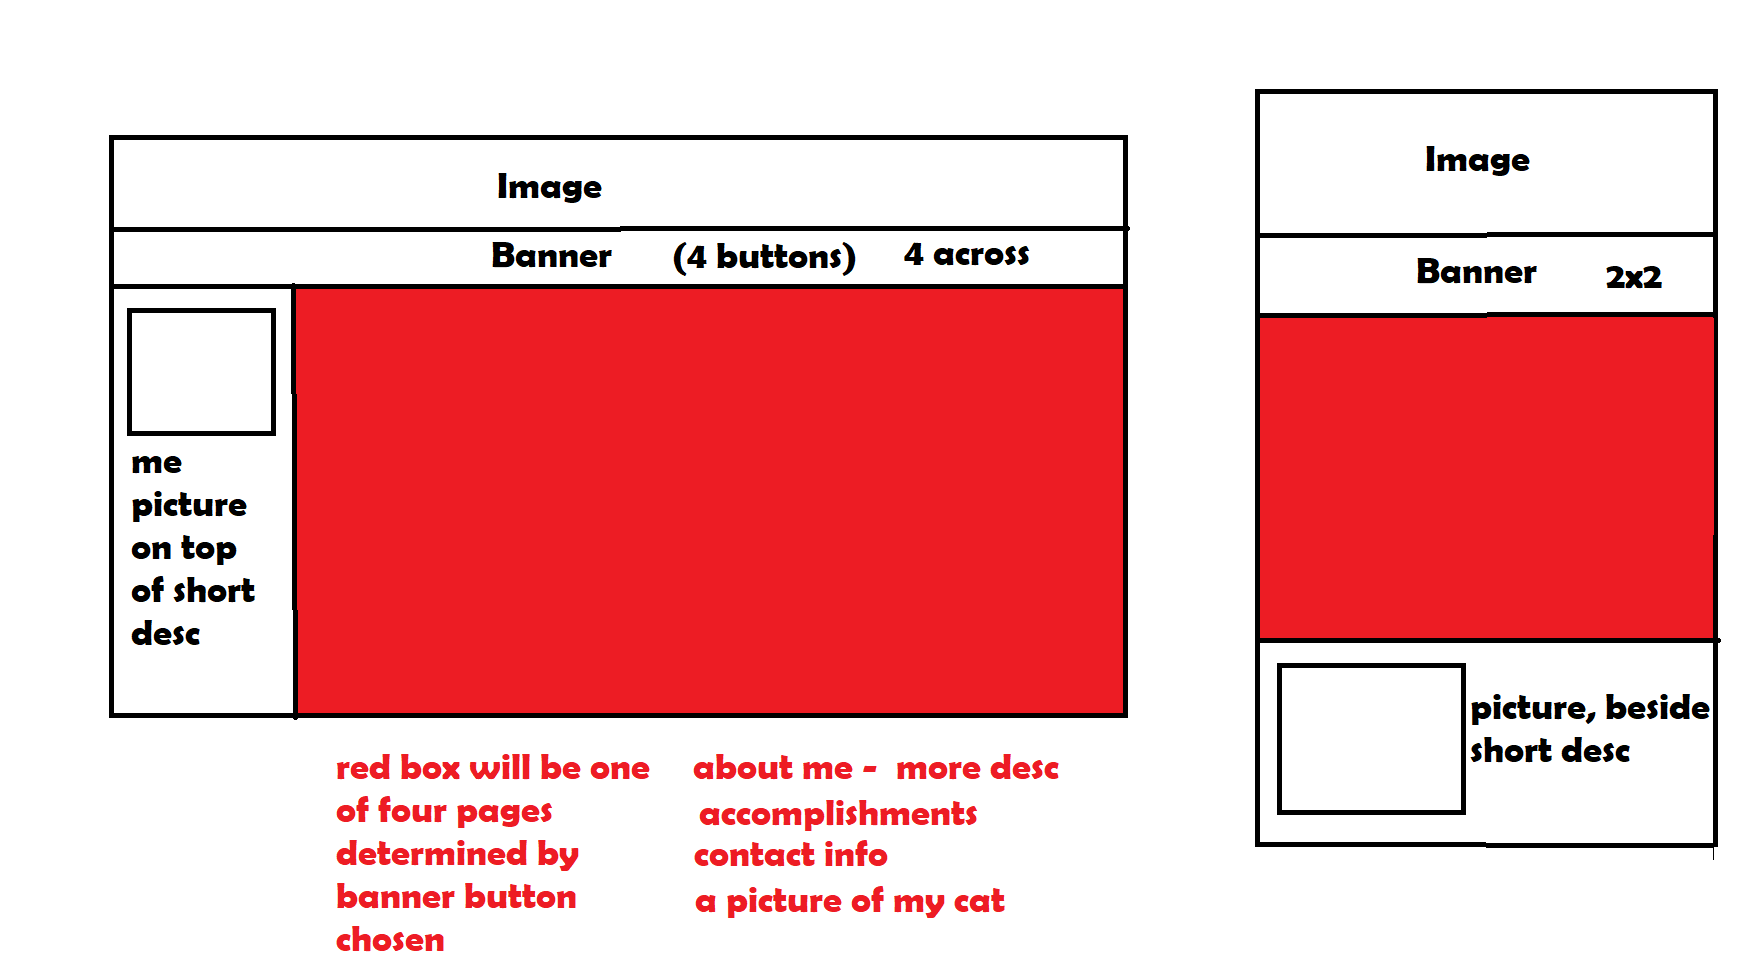 Image
Banner (4 buttons) 4 across
me
picture
on top
of short
desc
Image
Banner 2x2
picture, beside
short desc
red box will be one
of four pages
determined by
banner button
chosen
about me - more desc
accomplishments
contact info
a picture of my cat